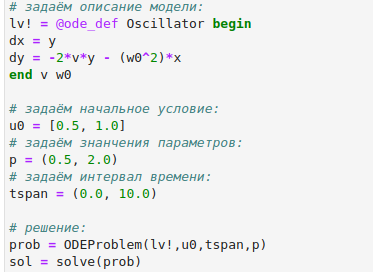 # задаём описание модели:
lv! = @ode_def Oscillator begin
dx = y
dy = -2*v*y - (w0^2)*x
end v w0
# задаём начальное условие:
u0 = [0.5, 1.0]
# задаём знанчения параметров:
p = (0.5, 2.0)
# задаём интервал времени:
tspan = (0.0, 10.0)
# решение:
prob = ODEProblem(lv!,u0,tspan,p)
sol = solve(prob)